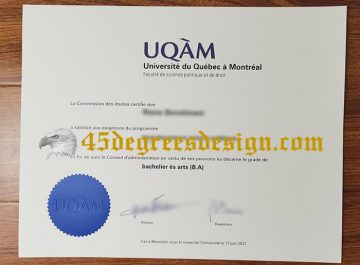 UQÀM
Université du Québec à Montréal
Faculté de science politique et de droit
La Commission des études certifie que
a satisfait aux exigences du programme
45degreesdesign.com
en foi de quoi le Conseil d'administration en vertu de ses pouvoirs lui décerne le grade de
bachelier ès arts (B.A)
UQÀM
Recteur
Registraire
Fait à Montréal, sous le sceau de l'Université le 17 juin 2021